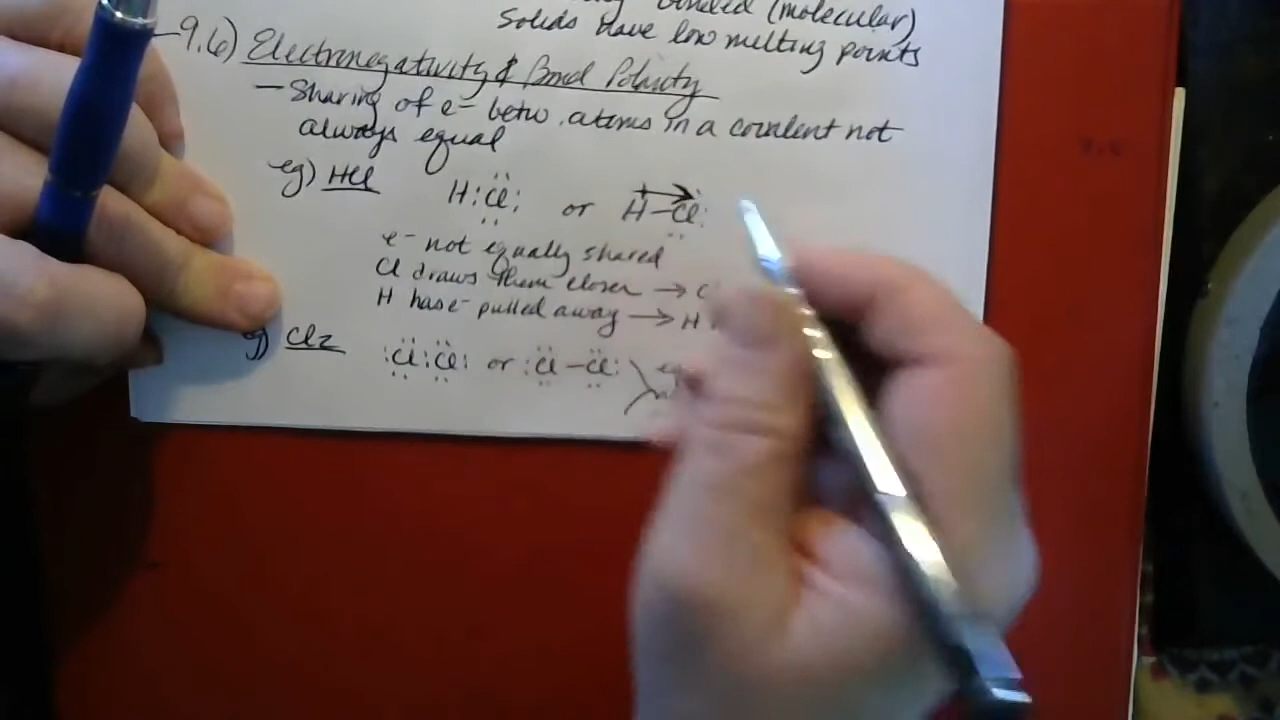 bonded (molecular)
Solids have low melting points
-9.6) Electronegativity & Bond Polarity
— Sharing of e- betw. atoms in a covalent not
always equal
eg) HCl H:Cl: or H-Cl:
e- not equally shared
Cl draws them closer → C
H has e- pulled away → H
g) Cl2 :Cl:Cl: or :Cl-Cl: